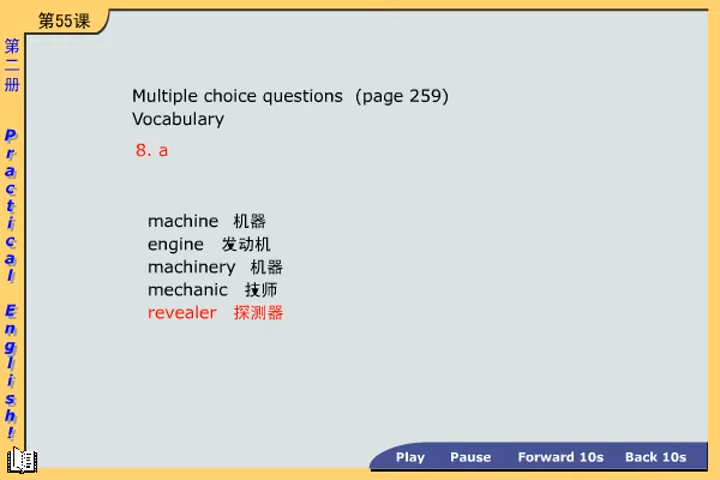 第55课
第二册 Practical English!
Multiple choice questions (page 259)
Vocabulary
8. a
machine 机器
engine 发动机
machinery 机器
mechanic 技师
revealer 探测器
Play Pause Forward 10s Back 10s